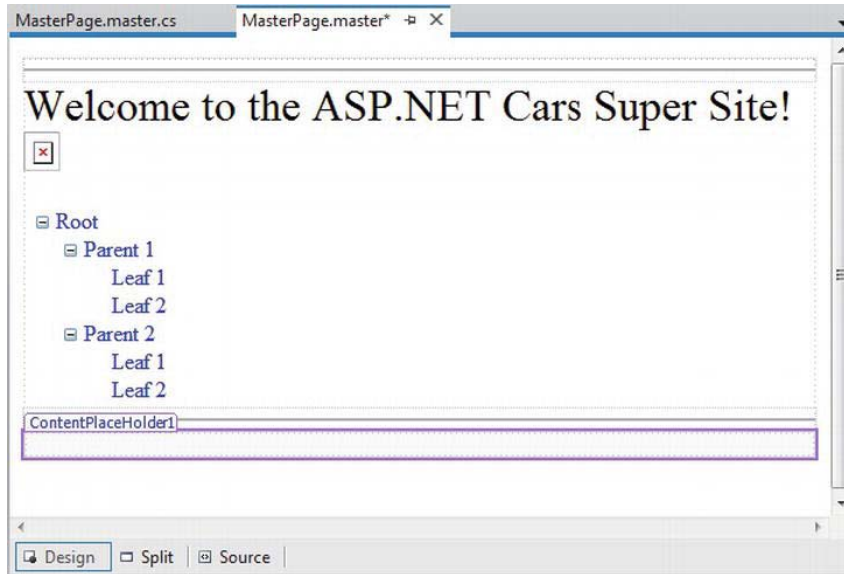 MasterPage.master.cs MasterPage.master*
Welcome to the ASP.NET Cars Super Site!
Root
Parent 1
Leaf 1
Leaf 2
Parent 2
Leaf 1
Leaf 2
ContentPlaceHolder1
Design Split Source